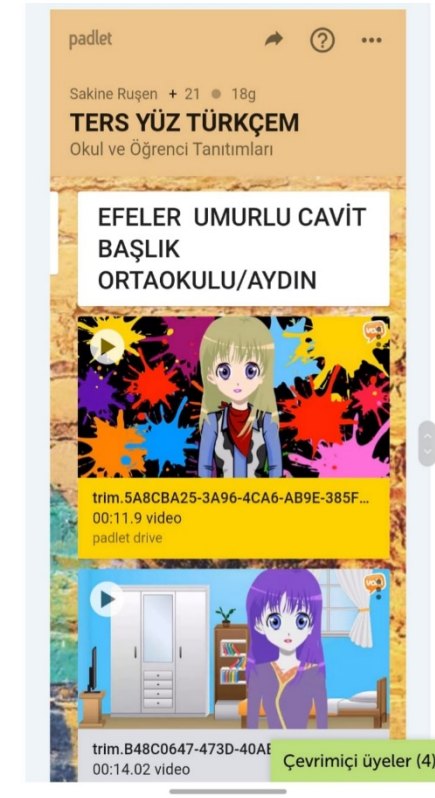 padlet
Sakine Ruşen + 21 18g
TERS YÜZ TÜRKÇEM
Okul ve Öğrenci Tanıtımları
EFELER UMURLU CAVİT
BAŞLIK
ORTAOKULU/AYDIN
trim.5A8CBA25-3A96-4CA6-AB9E-385F...
00:11.9 video
padlet drive
trim.B48C0647-473D-40AE
00:14.02 video
Çevrimiçi üyeler (4)